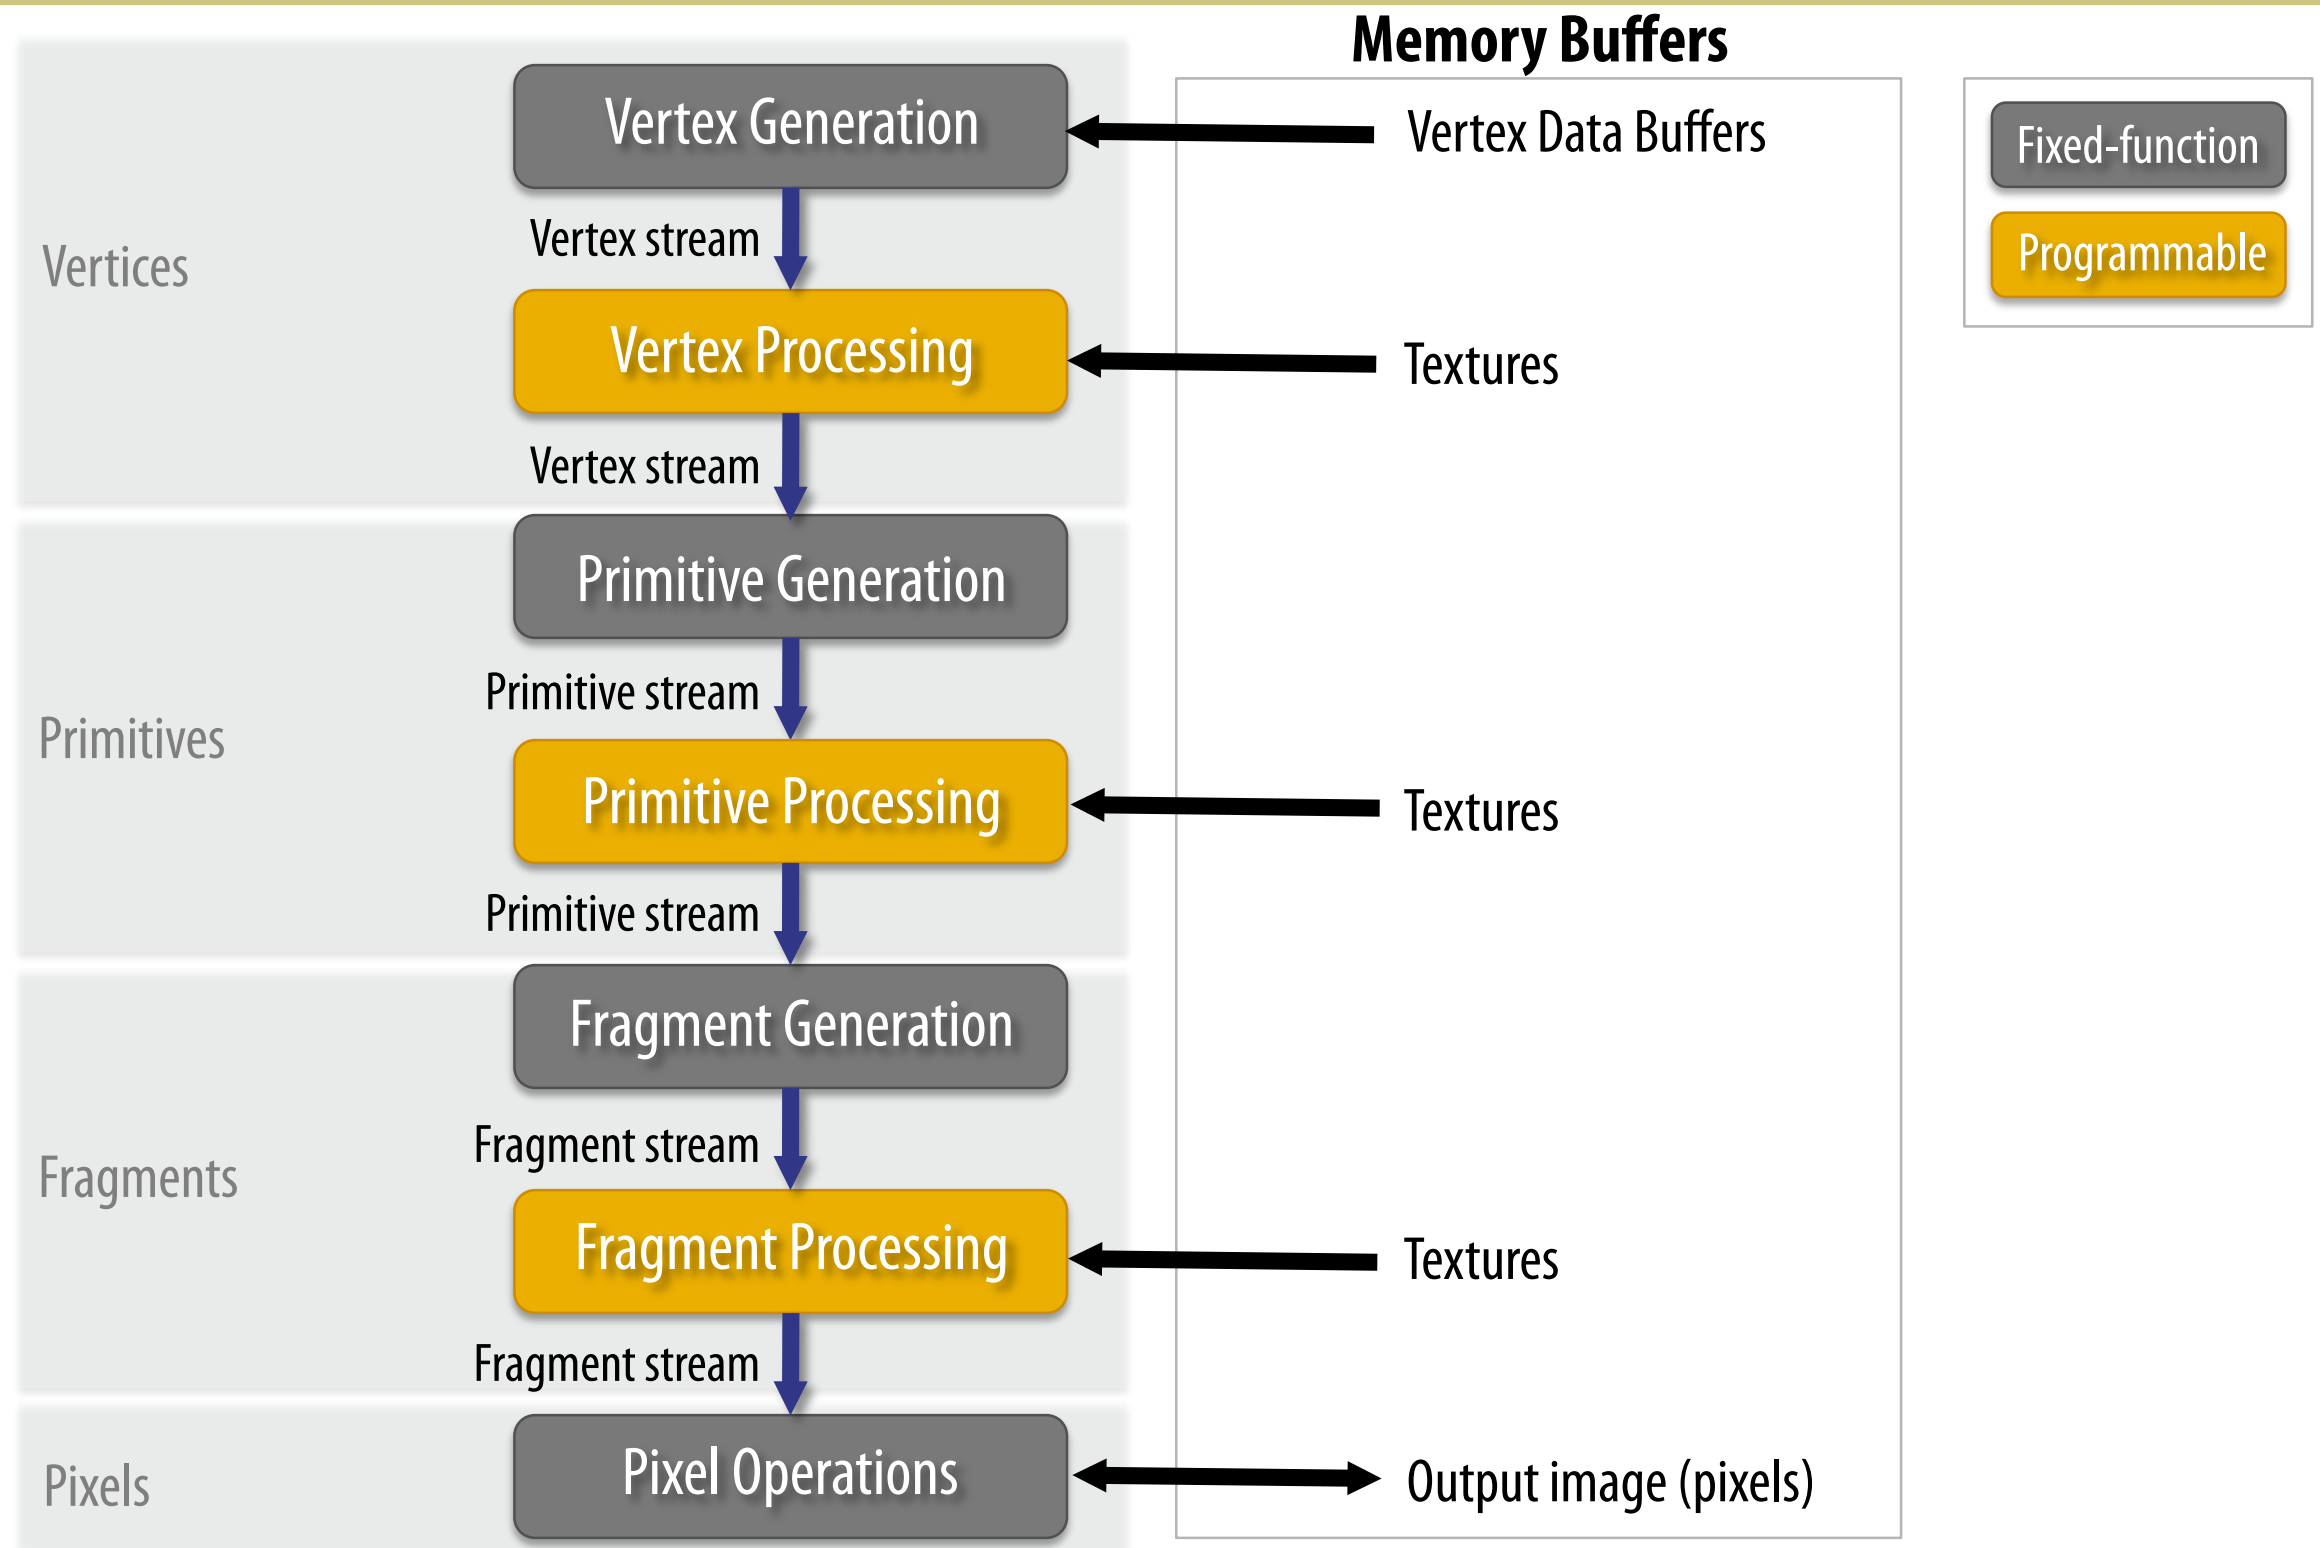 Memory Buffers
Vertex Generation
Vertex Data Buffers
Fixed-function
Programmable
Vertices
Vertex stream
Vertex Processing
Textures
Vertex stream
Primitive Generation
Primitives
Primitive stream
Primitive Processing
Textures
Primitive stream
Fragment Generation
Fragments
Fragment stream
Fragment Processing
Textures
Fragment stream
Pixels
Pixel Operations
Output image (pixels)